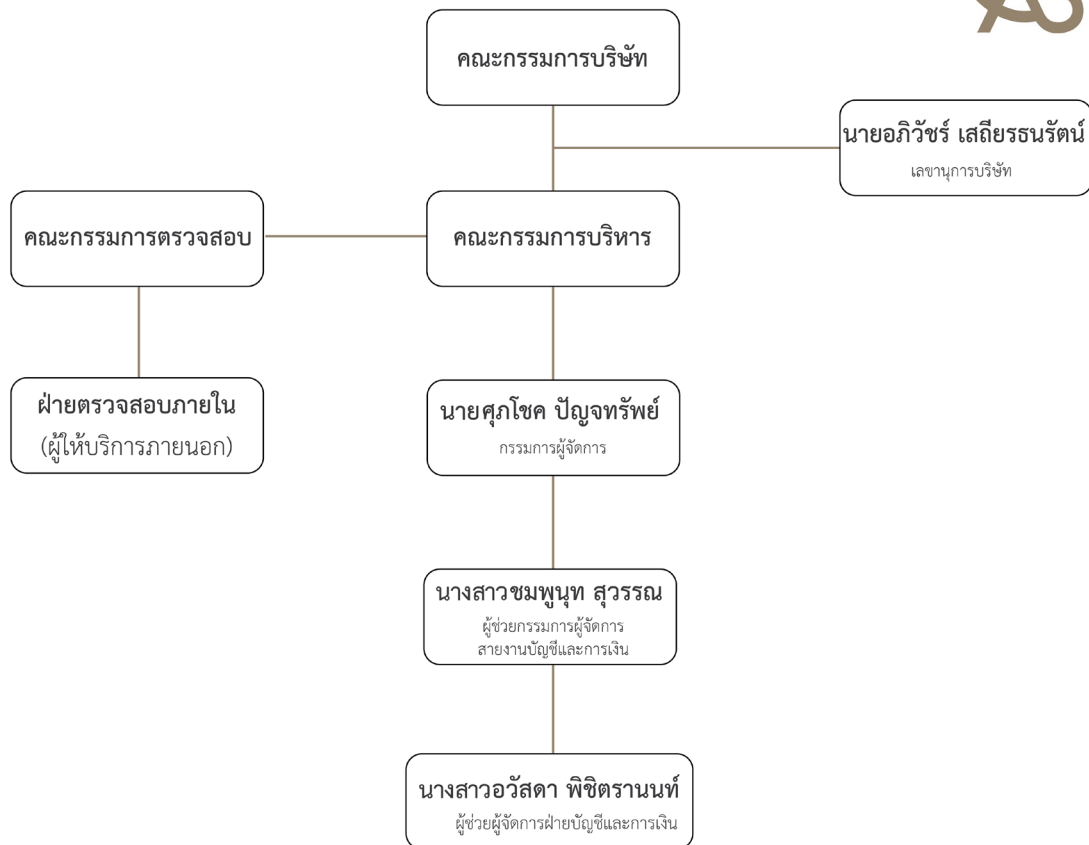 คณะกรรมการบริษัท
นายอภิวัชร์ เสถียรธนรัตน์
เลขานุการบริษัท
คณะกรรมการตรวจสอบ
คณะกรรมการบริหาร
ฝ่ายตรวจสอบภายใน
(ผู้ให้บริการภายนอก)
นายศุภโชค ปัญจทรัพย์
กรรมการผู้จัดการ
นางสาวชมพูนุท สุวรรณ
ผู้ช่วยกรรมการผู้จัดการ
สายงานบัญชีและการเงิน
นางสาวอวัสดา พิชิตรานนท์
ผู้ช่วยผู้จัดการฝ่ายบัญชีและการเงิน